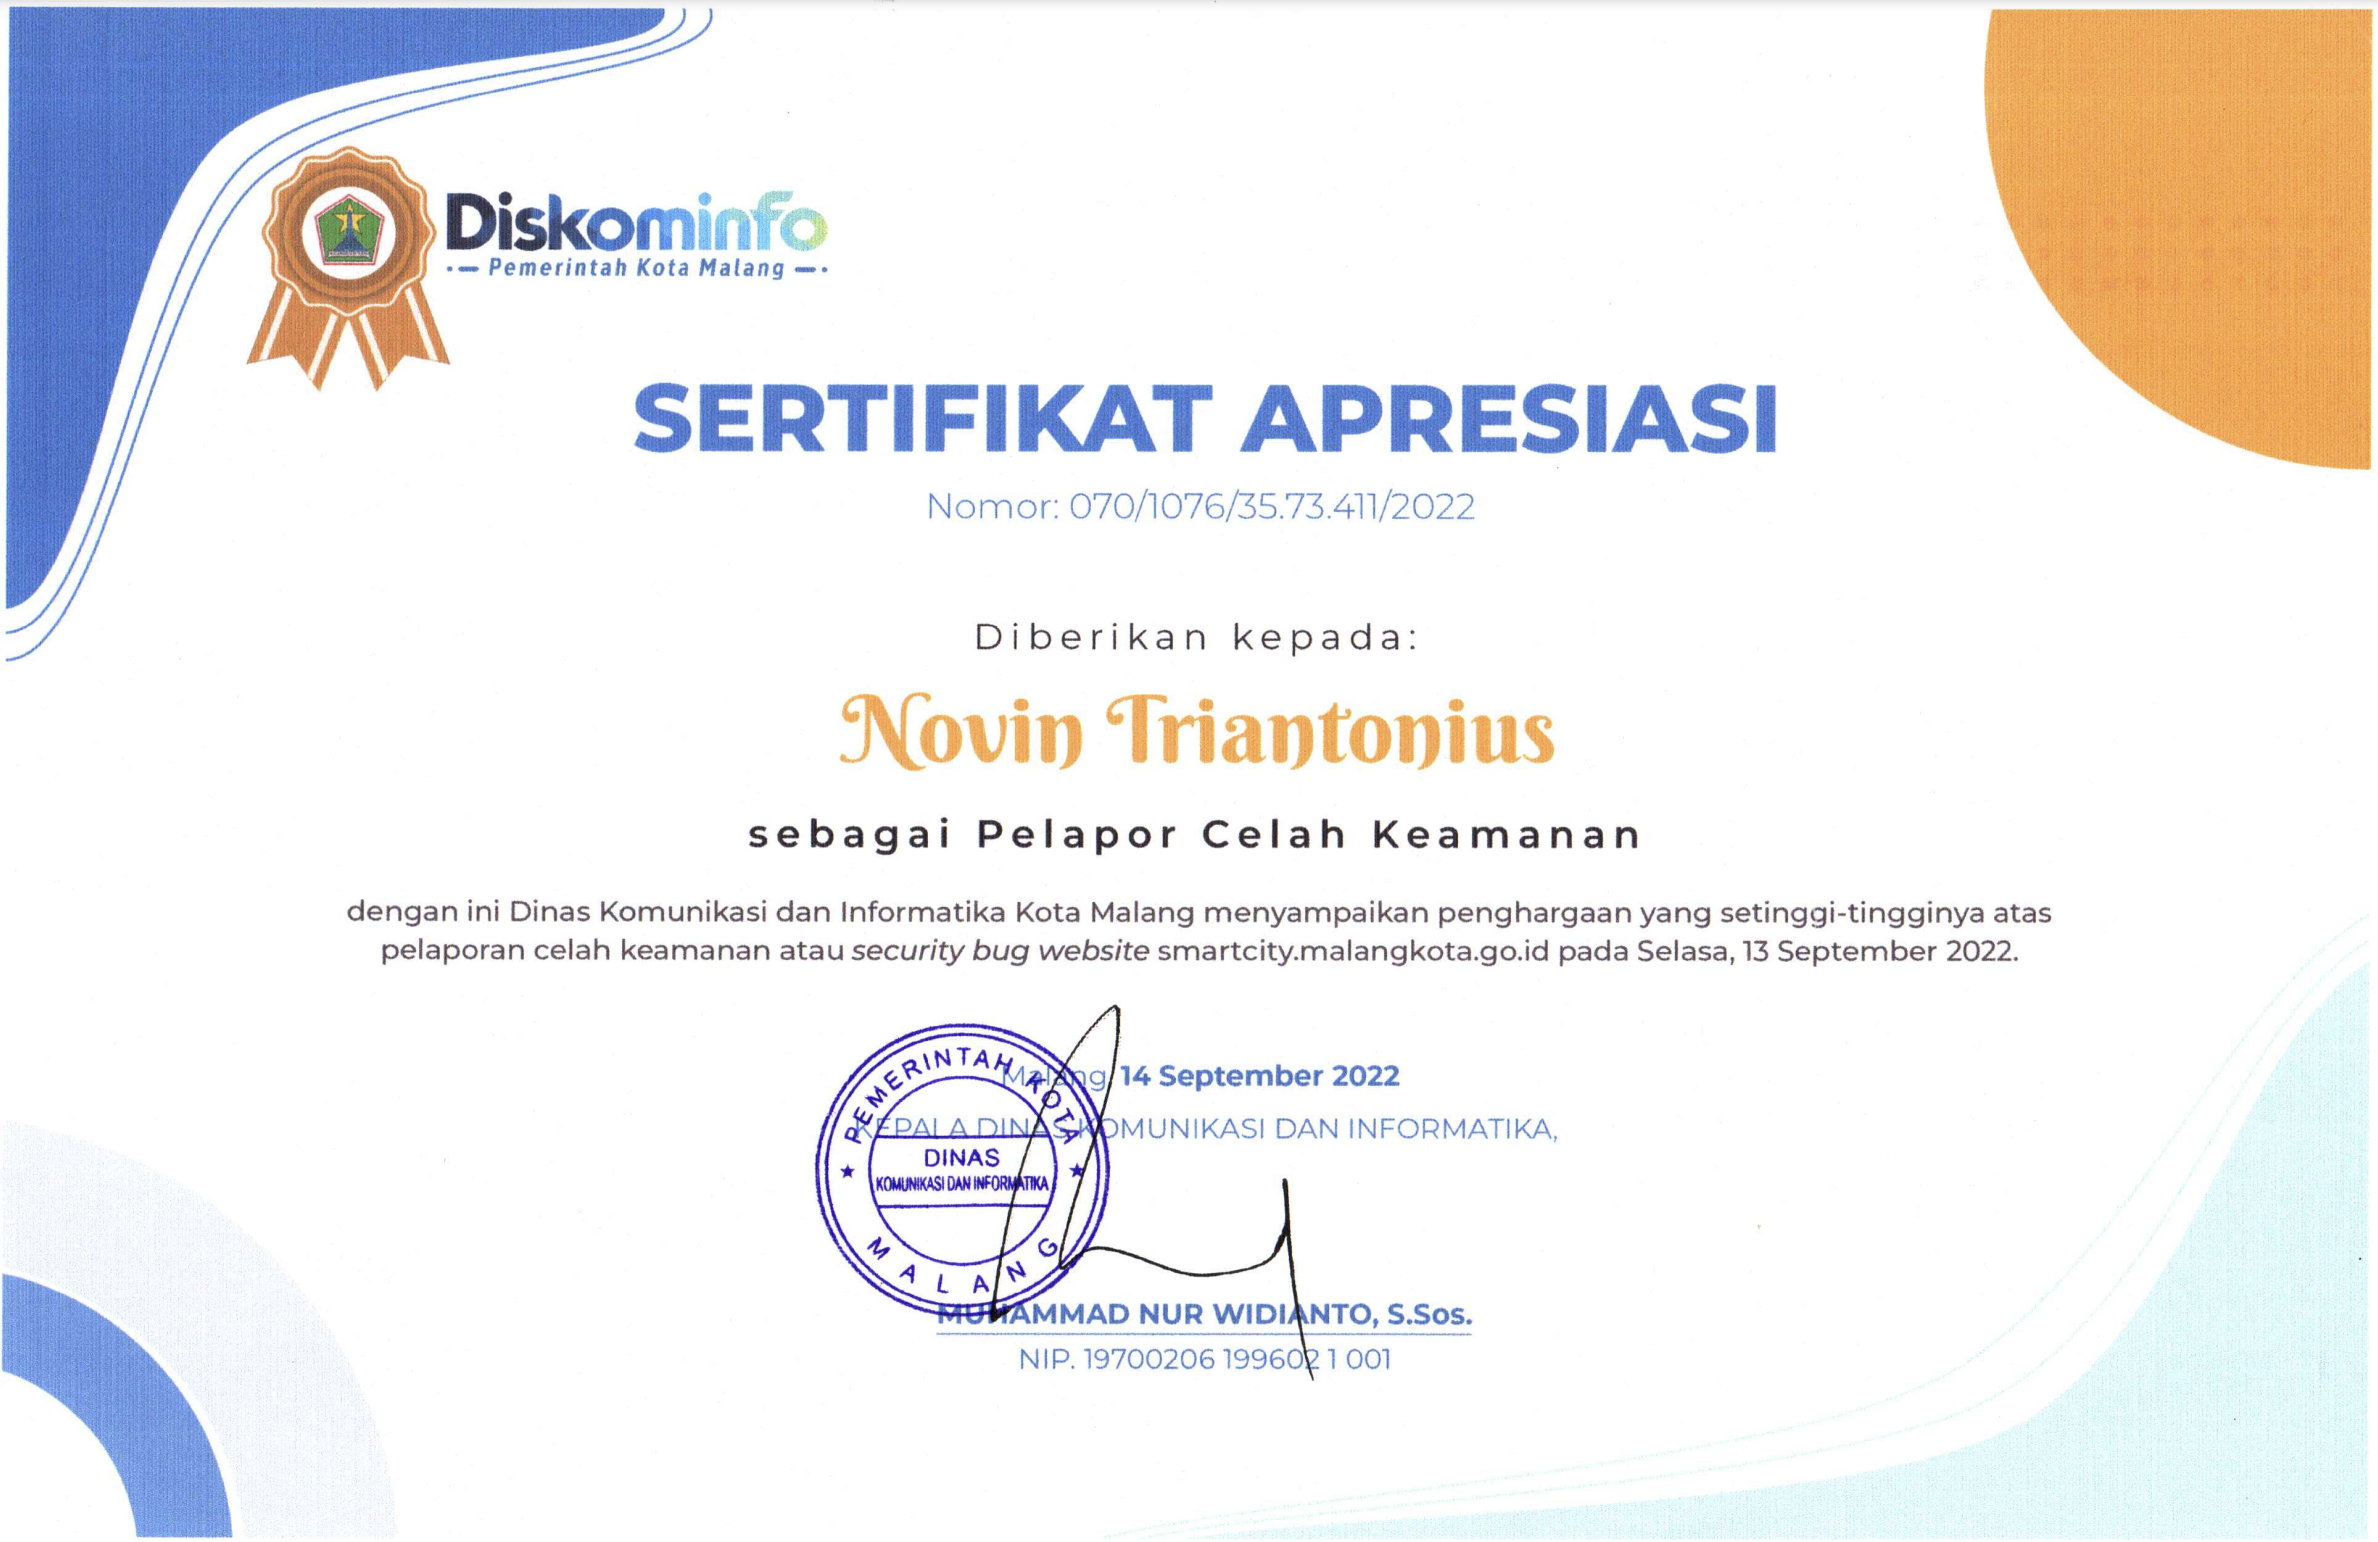 Diskominfo
Pemerintah Kota Malang
SERTIFIKAT APRESIASI
Nomor: 070/1076/35.73.411/2022
Diberikan kepada:
Novin Triantonius
sebagai Pelapor Celah Keamanan
dengan ini Dinas Komunikasi dan Informatika Kota Malang menyampaikan penghargaan yang setinggi-tingginya atas
pelaporan celah keamanan atau security bug website smartcity.malangkota.go.id pada Selasa, 13 September 2022.
Malang, 14 September 2022
KEPALA DINAS KOMUNIKASI DAN INFORMATIKA,
PEMERINTAH KOTA
DINAS
KOMUNIKASI DAN INFORMATIKA
MALANG
MUHAMMAD NUR WIDIANTO, S.Sos.
NIP. 19700206 199602 1 001